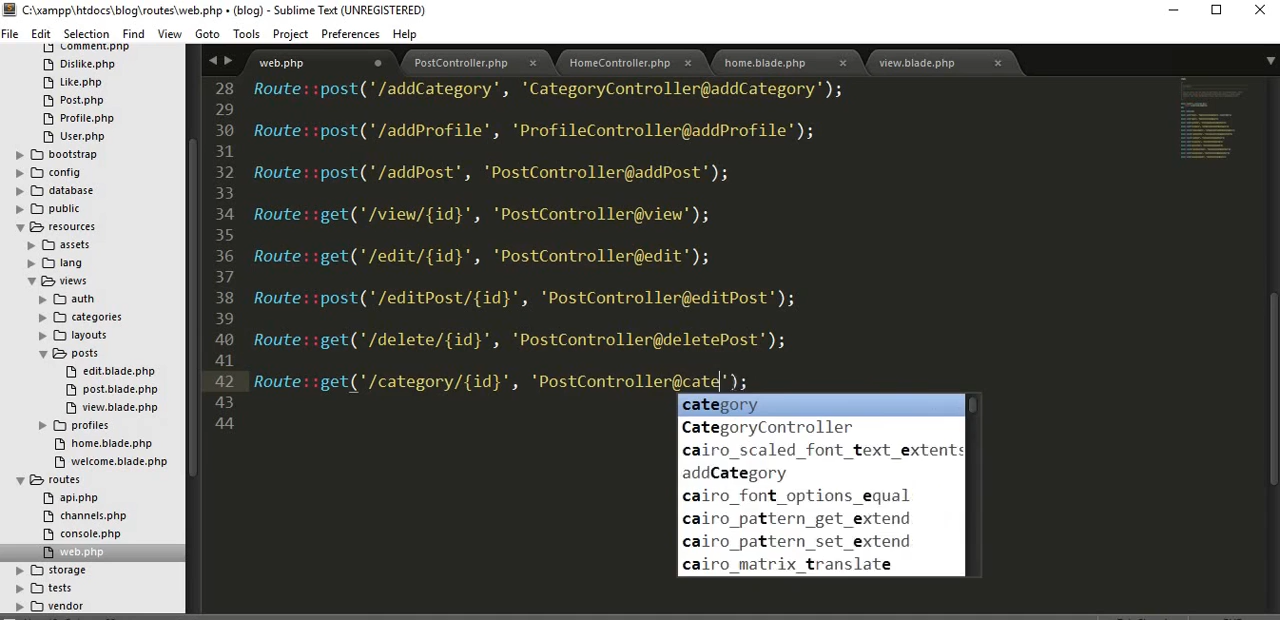 C:\xampp\htdocs\blog\routes\web.php • (blog) - Sublime Text (UNREGISTERED)
File Edit Selection Find View Goto Tools Project Preferences Help
Comment.php
Dislike.php
Like.php
Post.php
Profile.php
User.php
bootstrap
config
database
public
resources
assets
lang
views
auth
categories
layouts
posts
edit.blade.php
post.blade.php
view.blade.php
profiles
home.blade.php
welcome.blade.php
routes
api.php
channels.php
console.php
web.php
storage
tests
vendor
web.php PostController.php HomeController.php home.blade.php view.blade.php
28 Route::post('/addCategory', 'CategoryController@addCategory');
29
30 Route::post('/addProfile', 'ProfileController@addProfile');
31
32 Route::post('/addPost', 'PostController@addPost');
33
34 Route::get('/view/{id}', 'PostController@view');
35
36 Route::get('/edit/{id}', 'PostController@edit');
37
38 Route::post('/editPost/{id}', 'PostController@editPost');
39
40 Route::get('/delete/{id}', 'PostController@deletePost');
41
42 Route::get('/category/{id}', 'PostController@cate');
43
44
category
CategoryController
cairo_scaled_font_text_extents
addCategory
cairo_font_options_equal
cairo_pattern_get_extend
cairo_pattern_set_extend
cairo_matrix_translate